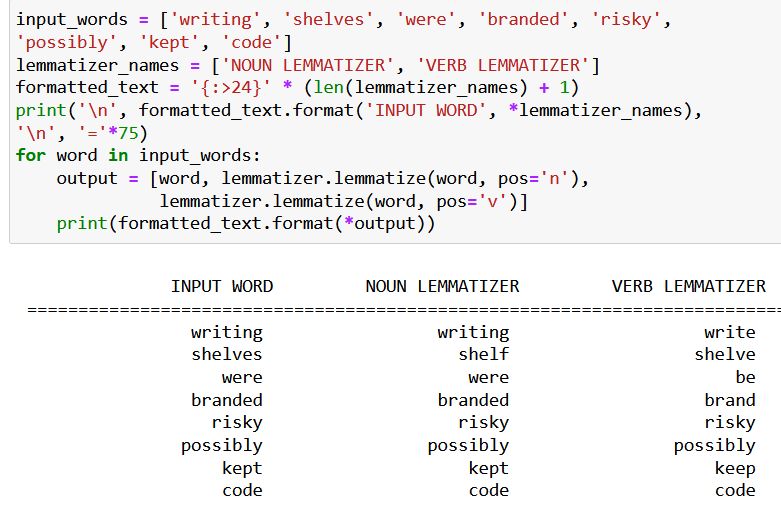 input_words = ['writing', 'shelves', 'were', 'branded', 'risky',
'possibly', 'kept', 'code']
lemmatizer_names = ['NOUN LEMMATIZER', 'VERB LEMMATIZER']
formatted_text = '{:>24}' * (len(lemmatizer_names) + 1)
print('\n', formatted_text.format('INPUT WORD', *lemmatizer_names),
'\n', '='*75)
for word in input_words:
    output = [word, lemmatizer.lemmatize(word, pos='n'),
              lemmatizer.lemmatize(word, pos='v')]
    print(formatted_text.format(*output))
               INPUT WORD         NOUN LEMMATIZER         VERB LEMMATIZER
 ===========================================================================
                 writing                 writing                   write
                 shelves                   shelf                  shelve
                    were                    were                      be
                 branded                 branded                   brand
                   risky                   risky                   risky
                possibly                possibly                possibly
                    kept                    kept                    keep
                    code                    code                    code